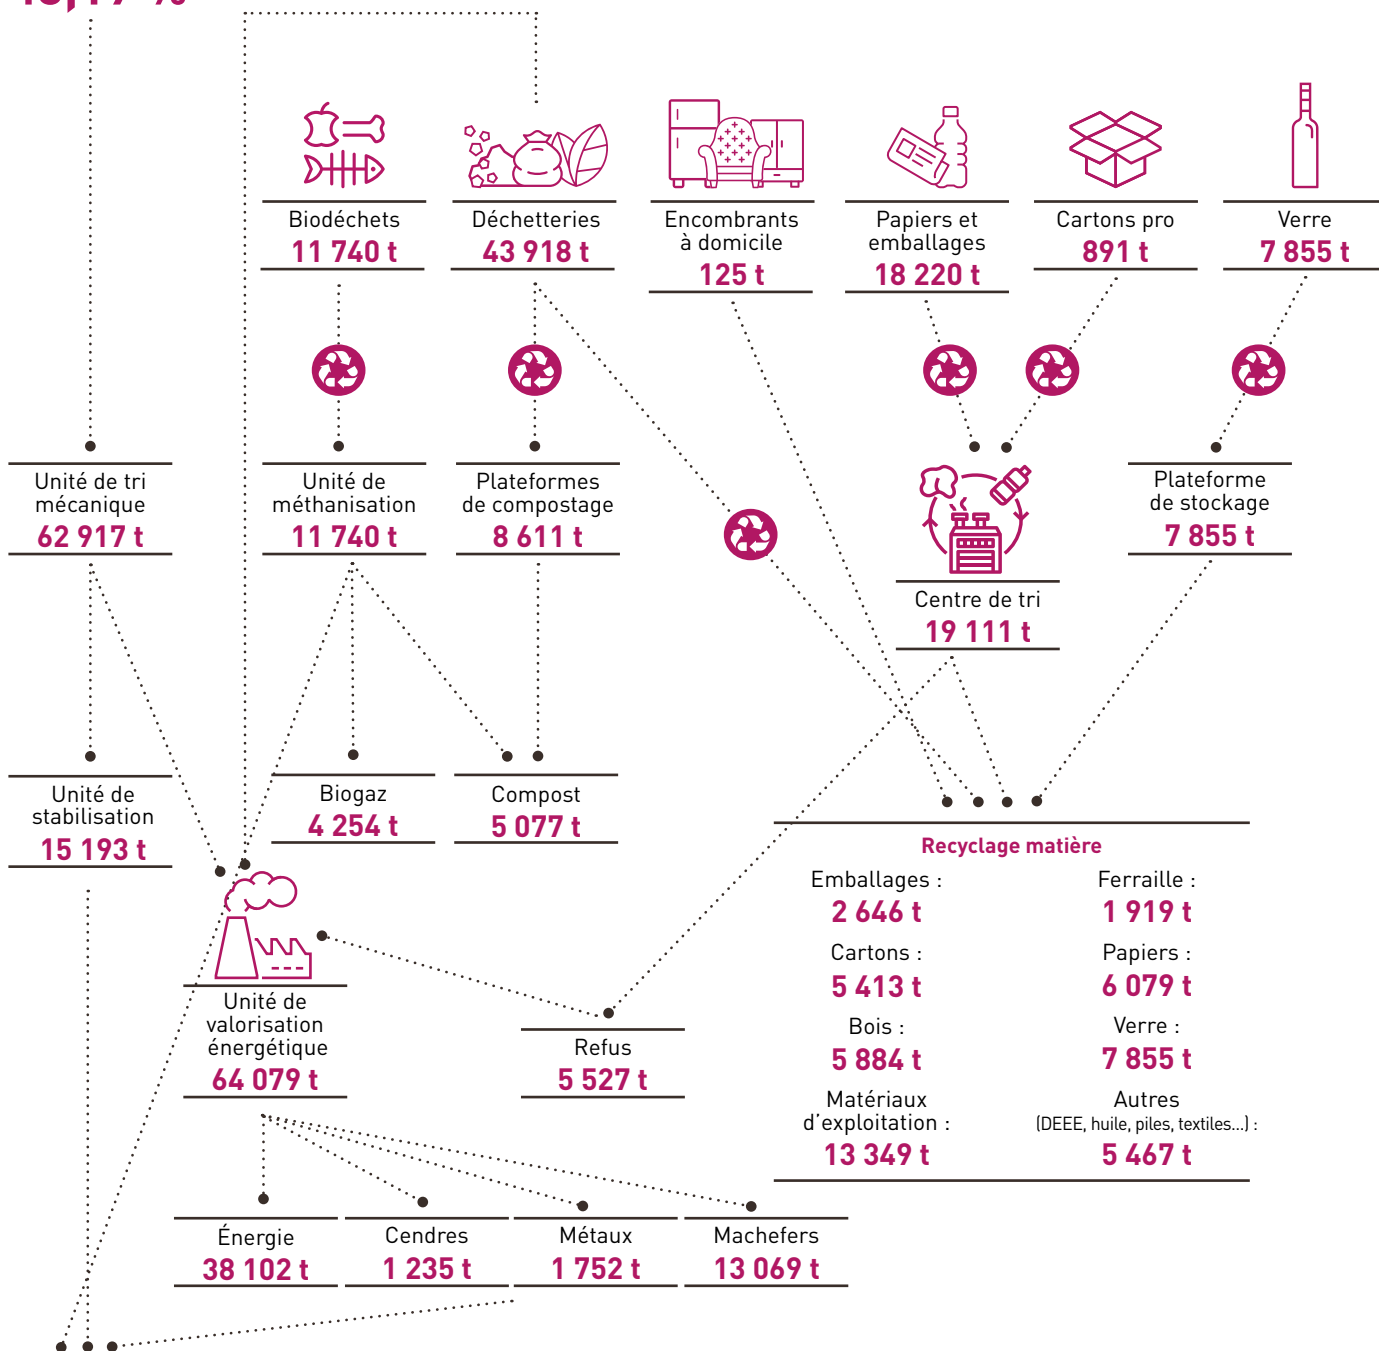 Biodéchets
11 740 t
Déchetteries
43 918 t
Encombrants
à domicile
125 t
Papiers et
emballages
18 220 t
Cartons pro
891 t
Verre
7 855 t
Unité de tri
mécanique
62 917 t
Unité de
méthanisation
11 740 t
Plateformes
de compostage
8 611 t
Plateforme
de stockage
7 855 t
Centre de tri
19 111 t
Unité de
stabilisation
15 193 t
Biogaz
4 254 t
Compost
5 077 t
Recyclage matière
Emballages :
2 646 t
Ferraille :
1 919 t
Cartons :
5 413 t
Papiers :
6 079 t
Bois :
5 884 t
Verre :
7 855 t
Matériaux
d'exploitation :
13 349 t
Autres
(DEEE, huile, piles, textiles...) :
5 467 t
Unité de
valorisation
énergétique
64 079 t
Refus
5 527 t
Énergie
38 102 t
Cendres
1 235 t
Métaux
1 752 t
Machefers
13 069 t